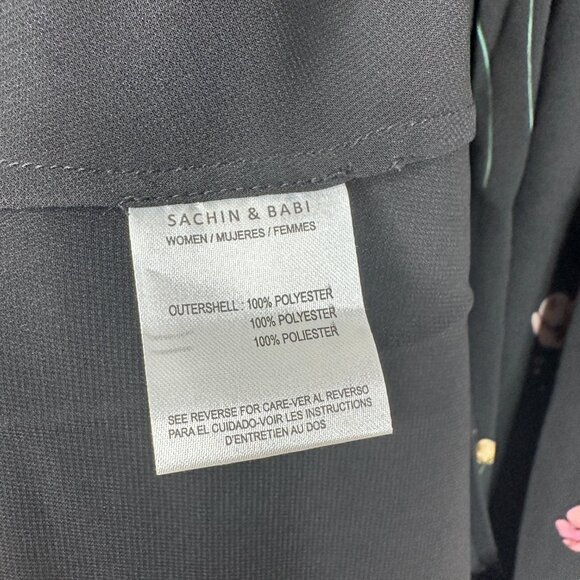 SACHIN & BABI
WOMEN / MUJERES / FEMMES
OUTERSHELL : 100% POLYESTER
100% POLYESTER
100% POLIESTER
SEE REVERSE FOR CARE-VER AL REVERSO
PARA EL CUIDADO-VOIR LES INSTRUCTIONS
D'ENTRETIEN AU DOS